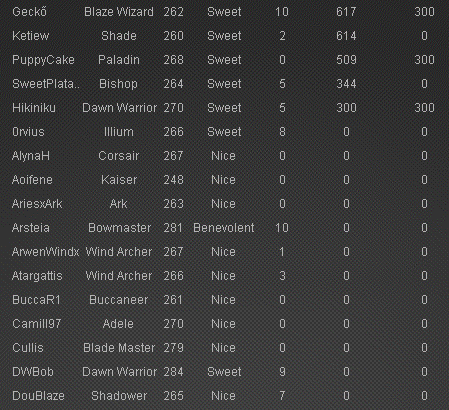 Geckő Blaze Wizard 262 Sweet 10 617 300
Ketiew Shade 260 Sweet 2 614 0
PuppyCake Paladin 268 Sweet 0 509 300
SweetPlata.. Bishop 264 Sweet 5 344 0
Hikiniku Dawn Warrior 270 Sweet 5 300 300
0rvius Illium 266 Sweet 8 0 0
AlynaH Corsair 267 Nice 0 0 0
Aoifene Kaiser 248 Nice 0 0 0
AriesxArk Ark 263 Nice 0 0 0
Arsteia Bowmaster 281 Benevolent 10 0 0
ArwenWindx Wind Archer 267 Nice 1 0 0
Atargattis Wind Archer 266 Nice 3 0 0
BuccaR1 Buccaneer 261 Nice 0 0 0
Camill97 Adele 270 Nice 0 0 0
Cullis Blade Master 279 Nice 0 0 0
DWBob Dawn Warrior 284 Sweet 9 0 0
DouBlaze Shadower 265 Nice 7 0 0